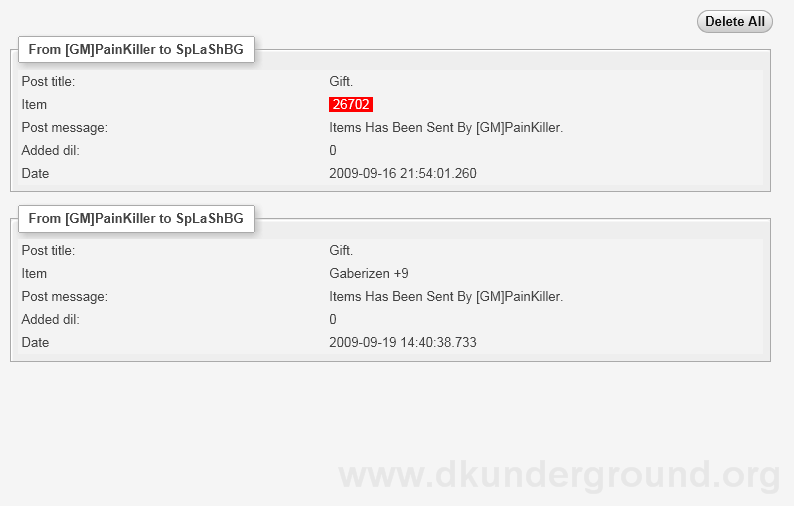 Delete All
From [GM]PainKiller to SpLaShBG
Post title: Gift.
Item 26702
Post message: Items Has Been Sent By [GM]PainKiller.
Added dil: 0
Date 2009-09-16 21:54:01.260
From [GM]PainKiller to SpLaShBG
Post title: Gift.
Item Gaberizen +9
Post message: Items Has Been Sent By [GM]PainKiller.
Added dil: 0
Date 2009-09-19 14:40:38.733
www.dkunderground.org